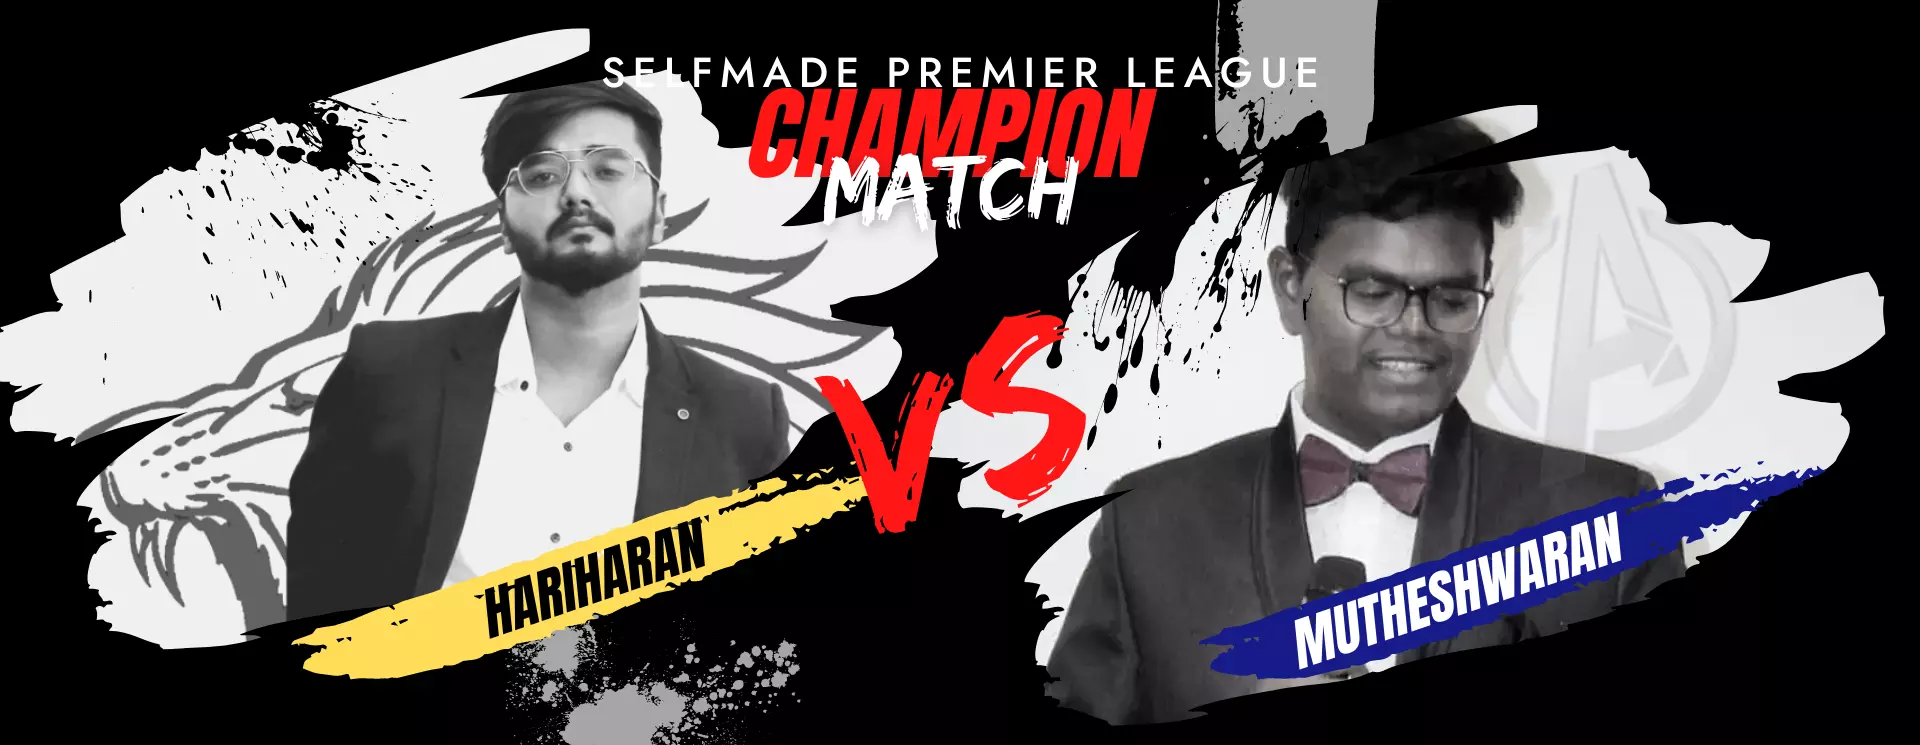 SELFMADE PREMIER LEAGUE
CHAMPION
MATCH
VS
HARIHARAN
MUTHESHWARAN